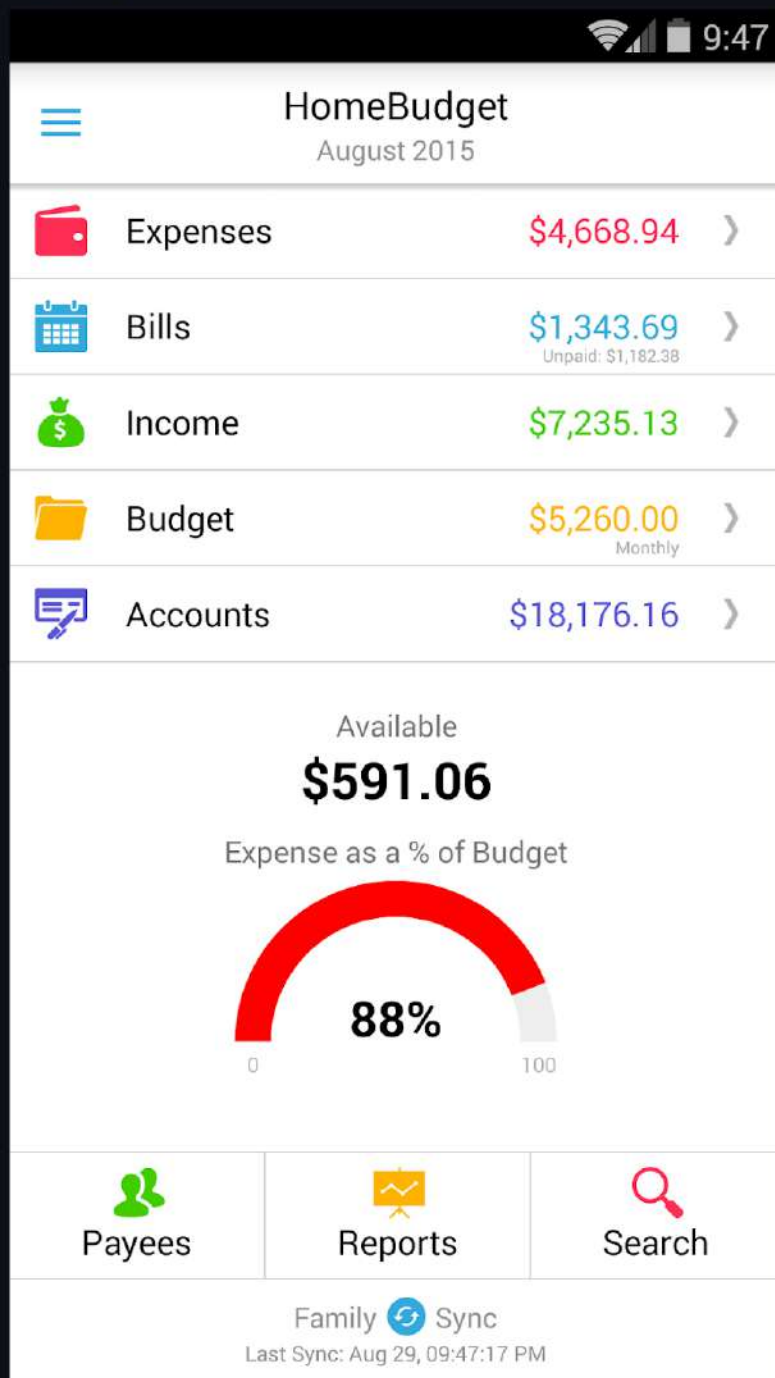 9:47
HomeBudget
August 2015
Expenses $4,668.94
Bills $1,343.69
Unpaid: $1,182.38
Income $7,235.13
Budget $5,260.00
Monthly
Accounts $18,176.16
Available
$591.06
Expense as a % of Budget
88%
0 100
Payees Reports Search
Family Sync
Last Sync: Aug 29, 09:47:17 PM